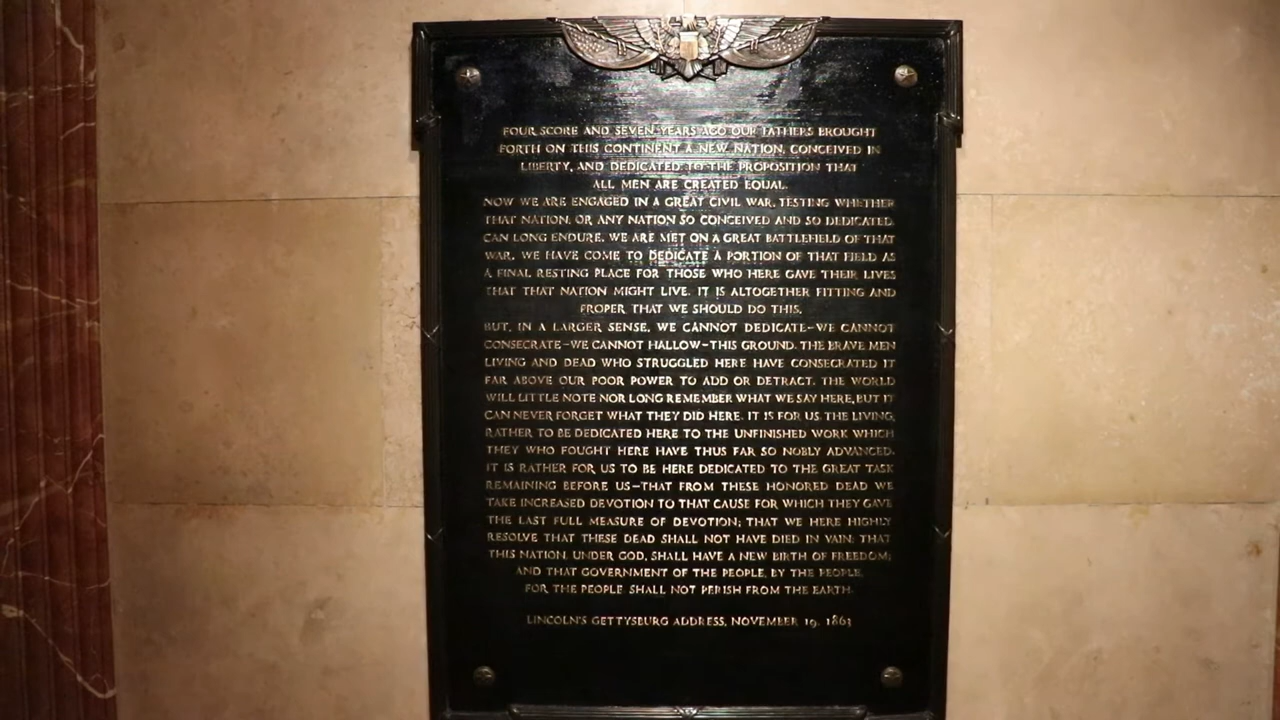 FOUR SCORE AND SEVEN YEARS AGO OUR FATHERS BROUGHT
FORTH ON THIS CONTINENT A NEW NATION, CONCEIVED IN
LIBERTY, AND DEDICATED TO THE PROPOSITION THAT
ALL MEN ARE CREATED EQUAL.
NOW WE ARE ENGAGED IN A GREAT CIVIL WAR, TESTING WHETHER
THAT NATION, OR ANY NATION SO CONCEIVED AND SO DEDICATED,
CAN LONG ENDURE. WE ARE MET ON A GREAT BATTLEFIELD OF THAT
WAR. WE HAVE COME TO DEDICATE A PORTION OF THAT FIELD AS
A FINAL RESTING PLACE FOR THOSE WHO HERE GAVE THEIR LIVES
THAT THAT NATION MIGHT LIVE. IT IS ALTOGETHER FITTING AND
PROPER THAT WE SHOULD DO THIS.
BUT, IN A LARGER SENSE, WE CANNOT DEDICATE—WE CANNOT
CONSECRATE—WE CANNOT HALLOW—THIS GROUND. THE BRAVE MEN
LIVING AND DEAD WHO STRUGGLED HERE HAVE CONSECRATED IT
FAR ABOVE OUR POOR POWER TO ADD OR DETRACT. THE WORLD
WILL LITTLE NOTE NOR LONG REMEMBER WHAT WE SAY HERE, BUT IT
CAN NEVER FORGET WHAT THEY DID HERE. IT IS FOR US, THE LIVING,
RATHER TO BE DEDICATED HERE TO THE UNFINISHED WORK WHICH
THEY WHO FOUGHT HERE HAVE THUS FAR SO NOBLY ADVANCED.
IT IS RATHER FOR US TO BE HERE DEDICATED TO THE GREAT TASK
REMAINING BEFORE US—THAT FROM THESE HONORED DEAD WE
TAKE INCREASED DEVOTION TO THAT CAUSE FOR WHICH THEY GAVE
THE LAST FULL MEASURE OF DEVOTION; THAT WE HERE HIGHLY
RESOLVE THAT THESE DEAD SHALL NOT HAVE DIED IN VAIN; THAT
THIS NATION, UNDER GOD, SHALL HAVE A NEW BIRTH OF FREEDOM;
AND THAT GOVERNMENT OF THE PEOPLE, BY THE PEOPLE,
FOR THE PEOPLE SHALL NOT PERISH FROM THE EARTH.
LINCOLN'S GETTYSBURG ADDRESS, NOVEMBER 19, 1863